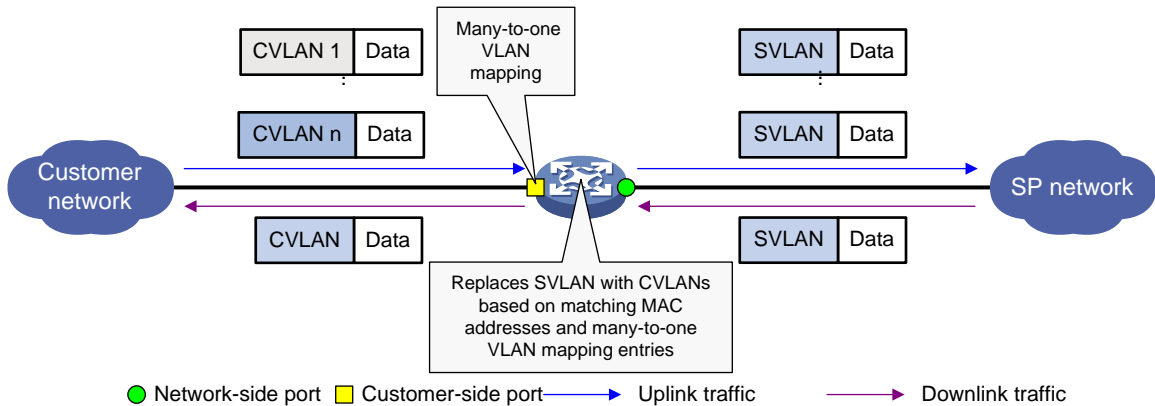 CVLAN 1 Data
Many-to-one
VLAN
mapping
SVLAN Data
CVLAN n Data
SVLAN Data
Customer
network
SP network
CVLAN Data
SVLAN Data
Replaces SVLAN with CVLANs
based on matching MAC
addresses and many-to-one
VLAN mapping entries
Network-side port Customer-side port Uplink traffic Downlink traffic